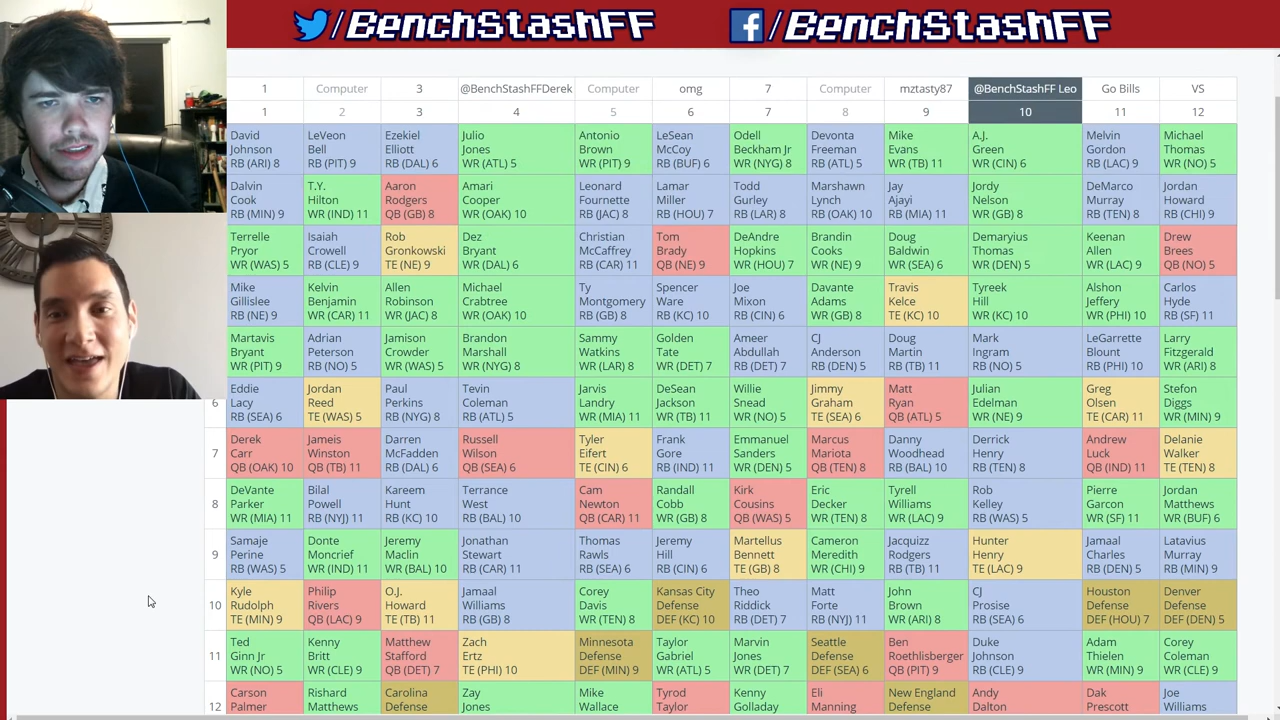 /BenchStashFF /BenchStashFF
1 Computer 3 @BenchStashFFDerek Computer omg 7 Computer mztasty87 @BenchStashFF Leo Go Bills VS
1 2 3 4 5 6 7 8 9 10 11 12
David LeVeon Ezekiel Julio Antonio LeSean Odell Devonta Mike A.J. Melvin Michael
Johnson Bell Elliott Jones Brown McCoy Beckham Jr Freeman Evans Green Gordon Thomas
RB (ARI) 8 RB (PIT) 9 RB (DAL) 6 WR (ATL) 5 WR (PIT) 9 RB (BUF) 6 WR (NYG) 8 RB (ATL) 5 WR (TB) 11 WR (CIN) 6 RB (LAC) 9 WR (NO) 5
Dalvin T.Y. Aaron Amari Leonard Lamar Todd Marshawn Jay Jordy DeMarco Jordan
Cook Hilton Rodgers Cooper Fournette Miller Gurley Lynch Ajayi Nelson Murray Howard
RB (MIN) 9 WR (IND) 11 QB (GB) 8 WR (OAK) 10 RB (JAC) 8 RB (HOU) 7 RB (LAR) 8 RB (OAK) 10 RB (MIA) 11 WR (GB) 8 RB (TEN) 8 RB (CHI) 9
Terrelle Isaiah Rob Dez Christian Tom DeAndre Brandin Doug Demaryius Keenan Drew
Pryor Crowell Gronkowski Bryant McCaffrey Brady Hopkins Cooks Baldwin Thomas Allen Brees
WR (WAS) 5 RB (CLE) 9 TE (NE) 9 WR (DAL) 6 RB (CAR) 11 QB (NE) 9 WR (HOU) 7 WR (NE) 9 WR (SEA) 6 WR (DEN) 5 WR (LAC) 9 QB (NO) 5
Mike Kelvin Allen Michael Ty Spencer Joe Davante Travis Tyreek Alshon Carlos
Gillislee Benjamin Robinson Crabtree Montgomery Ware Mixon Adams Kelce Hill Jeffery Hyde
RB (NE) 9 WR (CAR) 11 WR (JAC) 8 WR (OAK) 10 RB (GB) 8 RB (KC) 10 RB (CIN) 6 WR (GB) 8 TE (KC) 10 WR (KC) 10 WR (PHI) 10 RB (SF) 11
Martavis Adrian Jamison Brandon Sammy Golden Ameer CJ Doug Mark LeGarrette Larry
Bryant Peterson Crowder Marshall Watkins Tate Abdullah Anderson Martin Ingram Blount Fitzgerald
WR (PIT) 9 RB (NO) 5 WR (WAS) 5 WR (NYG) 8 WR (LAR) 8 WR (DET) 7 RB (DET) 7 RB (DEN) 5 RB (TB) 11 RB (NO) 5 RB (PHI) 10 WR (ARI) 8
Eddie Jordan Paul Tevin Jarvis DeSean Willie Jimmy Matt Julian Greg Stefon
6 Lacy Reed Perkins Coleman Landry Jackson Snead Graham Ryan Edelman Olsen Diggs
RB (SEA) 6 TE (WAS) 5 RB (NYG) 8 RB (ATL) 5 WR (MIA) 11 WR (TB) 11 WR (NO) 5 TE (SEA) 6 QB (ATL) 5 WR (NE) 9 TE (CAR) 11 WR (MIN) 9
Derek Jameis Darren Russell Tyler Frank Emmanuel Marcus Danny Derrick Andrew Delanie
7 Carr Winston McFadden Wilson Eifert Gore Sanders Mariota Woodhead Henry Luck Walker
QB (OAK) 10 QB (TB) 11 RB (DAL) 6 QB (SEA) 6 TE (CIN) 6 RB (IND) 11 WR (DEN) 5 QB (TEN) 8 RB (BAL) 10 RB (TEN) 8 QB (IND) 11 TE (TEN) 8
DeVante Bilal Kareem Terrance Cam Randall Kirk Eric Tyrell Rob Pierre Jordan
8 Parker Powell Hunt West Newton Cobb Cousins Decker Williams Kelley Garcon Matthews
WR (MIA) 11 RB (NYJ) 11 RB (KC) 10 RB (BAL) 10 QB (CAR) 11 WR (GB) 8 QB (WAS) 5 WR (TEN) 8 WR (LAC) 9 RB (WAS) 5 WR (SF) 11 WR (BUF) 6
Samaje Donte Jeremy Jonathan Thomas Jeremy Martellus Cameron Jacquizz Hunter Jamaal Latavius
9 Perine Moncrief Maclin Stewart Rawls Hill Bennett Meredith Rodgers Henry Charles Murray
RB (WAS) 5 WR (IND) 11 WR (BAL) 10 RB (CAR) 11 RB (SEA) 6 RB (CIN) 6 TE (GB) 8 WR (CHI) 9 RB (TB) 11 TE (LAC) 9 RB (DEN) 5 RB (MIN) 9
Kyle Philip O.J. Jamaal Corey Kansas City Theo Matt John CJ Houston Denver
10 Rudolph Rivers Howard Williams Davis Defense Riddick Forte Brown Prosise Defense Defense
TE (MIN) 9 QB (LAC) 9 TE (TB) 11 RB (GB) 8 WR (TEN) 8 DEF (KC) 10 RB (DET) 7 RB (NYJ) 11 WR (ARI) 8 RB (SEA) 6 DEF (HOU) 7 DEF (DEN) 5
Ted Kenny Matthew Zach Minnesota Taylor Marvin Seattle Ben Duke Adam Corey
11 Ginn Jr Britt Stafford Ertz Defense Gabriel Jones Defense Roethlisberger Johnson Thielen Coleman
WR (NO) 5 WR (CLE) 9 QB (DET) 7 TE (PHI) 10 DEF (MIN) 9 WR (ATL) 5 WR (DET) 7 DEF (SEA) 6 QB (PIT) 9 RB (CLE) 9 WR (MIN) 9 WR (CLE) 9
Carson Richard Carolina Zay Mike Tyrod Kenny Eli New England Andy Dak Joe
12 Palmer Matthews Defense Jones Wallace Taylor Golladay Manning Defense Dalton Prescott Williams